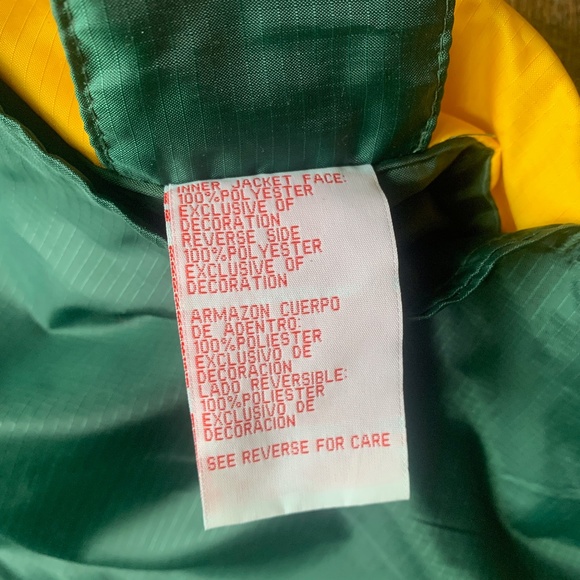 INNER JACKET FACE:
100%POLYESTER
EXCLUSIVE OF
DECORATION
REVERSE SIDE
100%POLYESTER
EXCLUSIVE OF
DECORATION
ARMAZON CUERPO
DE ADENTRO:
100%POLIESTER
EXCLUSIVO DE
DECORACION
LADO REVERSIBLE:
100%POLIESTER
EXCLUSIVO DE
DECORACION
SEE REVERSE FOR CARE